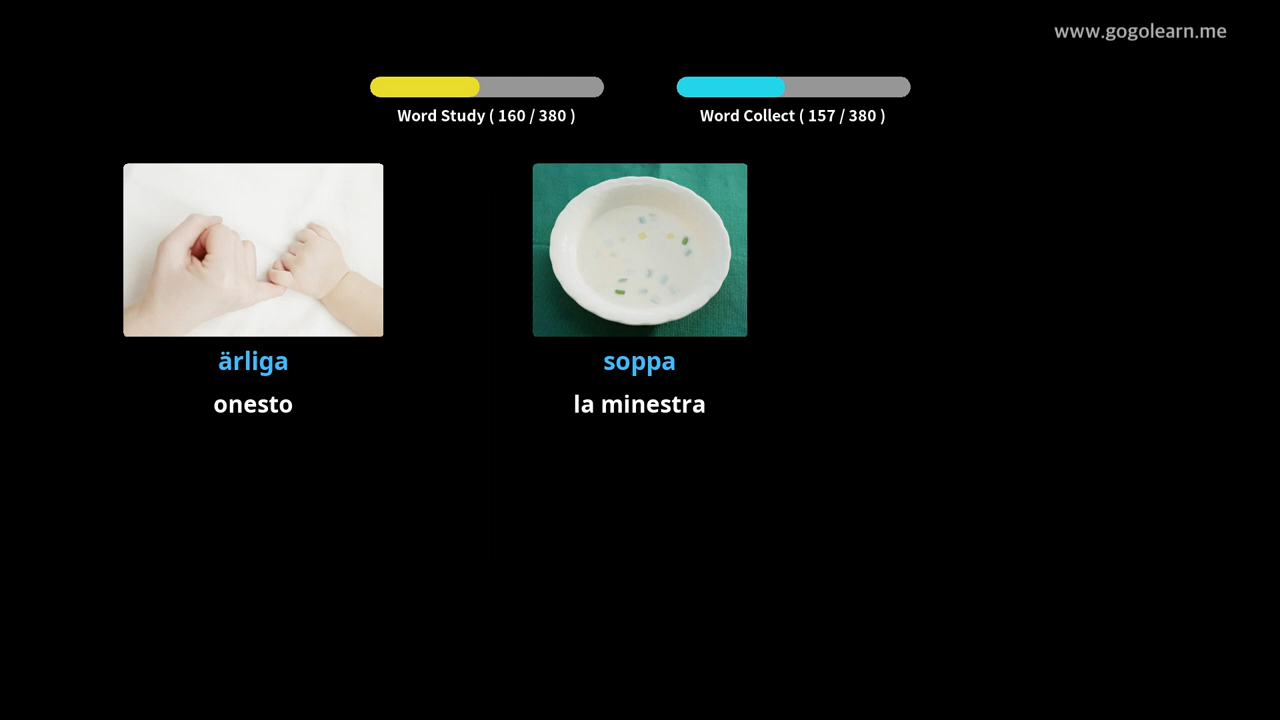 www.gogolearn.me
Word Study ( 160 / 380 )
Word Collect ( 157 / 380 )
ärliga
onesto
soppa
la minestra